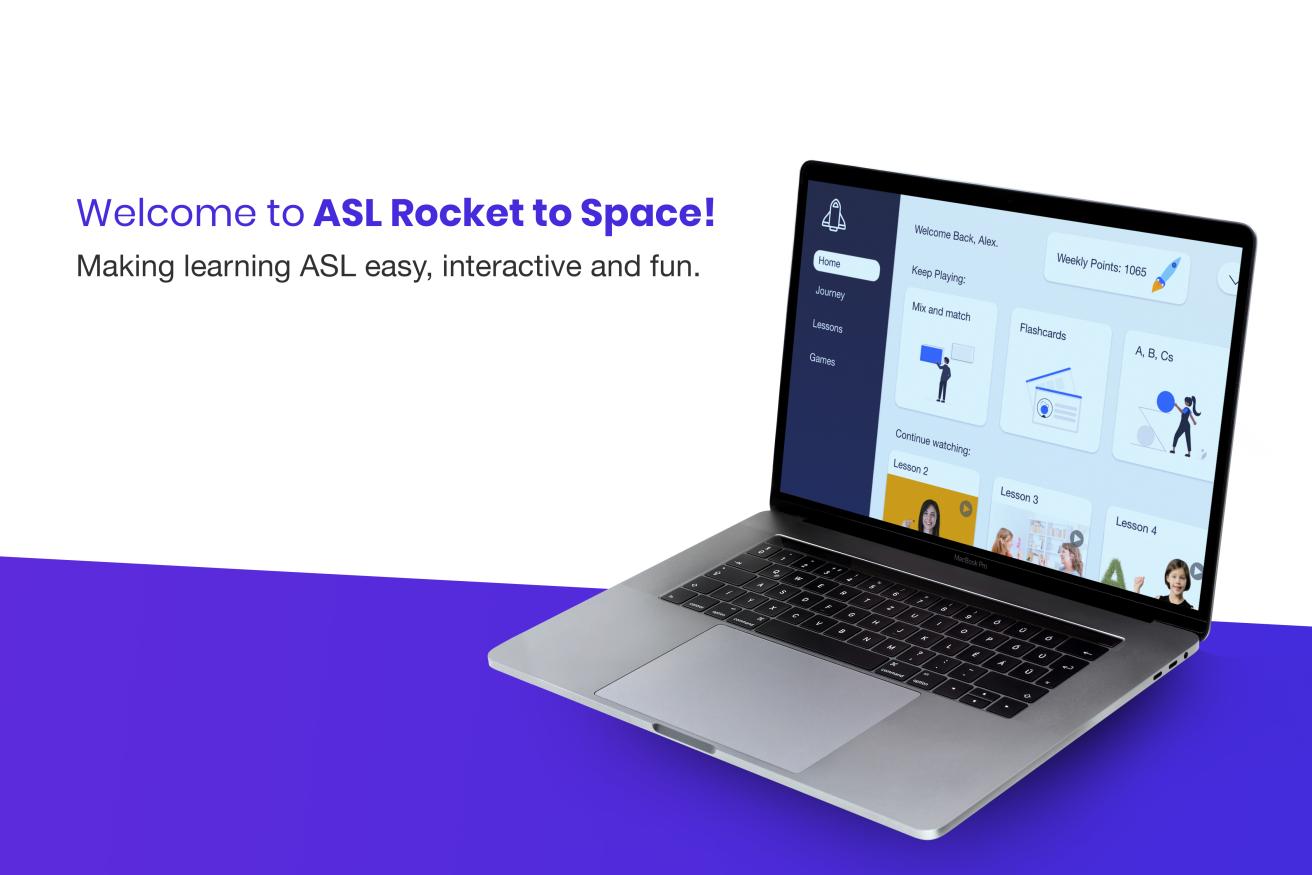 Welcome to ASL Rocket to Space!
Making learning ASL easy, interactive and fun.
Welcome Back, Alex.
Weekly Points: 1065
Home
Journey
Lessons
Games
Keep Playing:
Mix and match
Flashcards
A, B, Cs
Continue watching:
Lesson 2
Lesson 3
Lesson 4
MacBook Pro